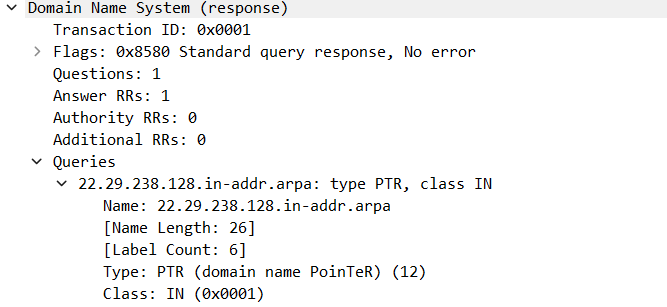 Domain Name System (response)
Transaction ID: 0x0001
Flags: 0x8580 Standard query response, No error
Questions: 1
Answer RRs: 1
Authority RRs: 0
Additional RRs: 0
Queries
22.29.238.128.in-addr.arpa: type PTR, class IN
Name: 22.29.238.128.in-addr.arpa
[Name Length: 26]
[Label Count: 6]
Type: PTR (domain name PoinTeR) (12)
Class: IN (0x0001)